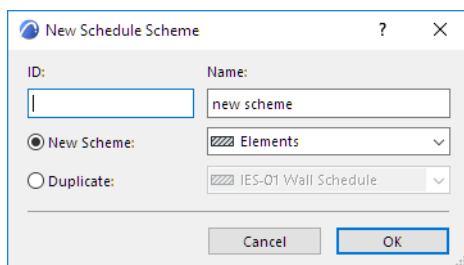 New Schedule Scheme
ID:
Name:
new scheme
New Scheme:
Elements
Duplicate:
IES-01 Wall Schedule
Cancel
OK